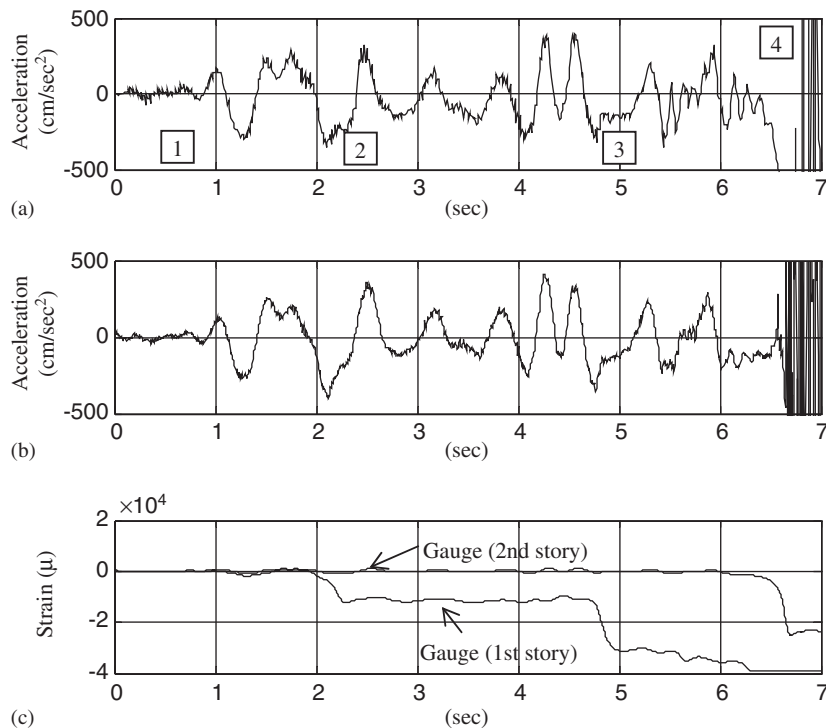 500
0
-500
Acceleration
(cm/sec²)
1
2
3
4
0 1 2 3 4 5 6 7
(a)
(sec)
500
0
-500
Acceleration
(cm/sec²)
0 1 2 3 4 5 6 7
(b)
(sec)
×10⁴
2
0
-2
-4
Strain (μ)
Gauge (2nd story)
Gauge (1st story)
0 1 2 3 4 5 6 7
(c)
(sec)